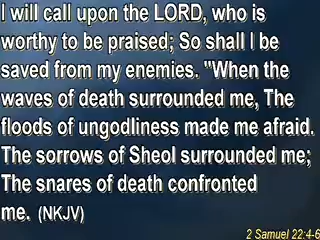 I will call upon the LORD, who is
worthy to be praised; So shall I be
saved from my enemies. "When the
waves of death surrounded me, The
floods of ungodliness made me afraid.
The sorrows of Sheol surrounded me;
The snares of death confronted
me. (NKJV)
2 Samuel 22:4-6